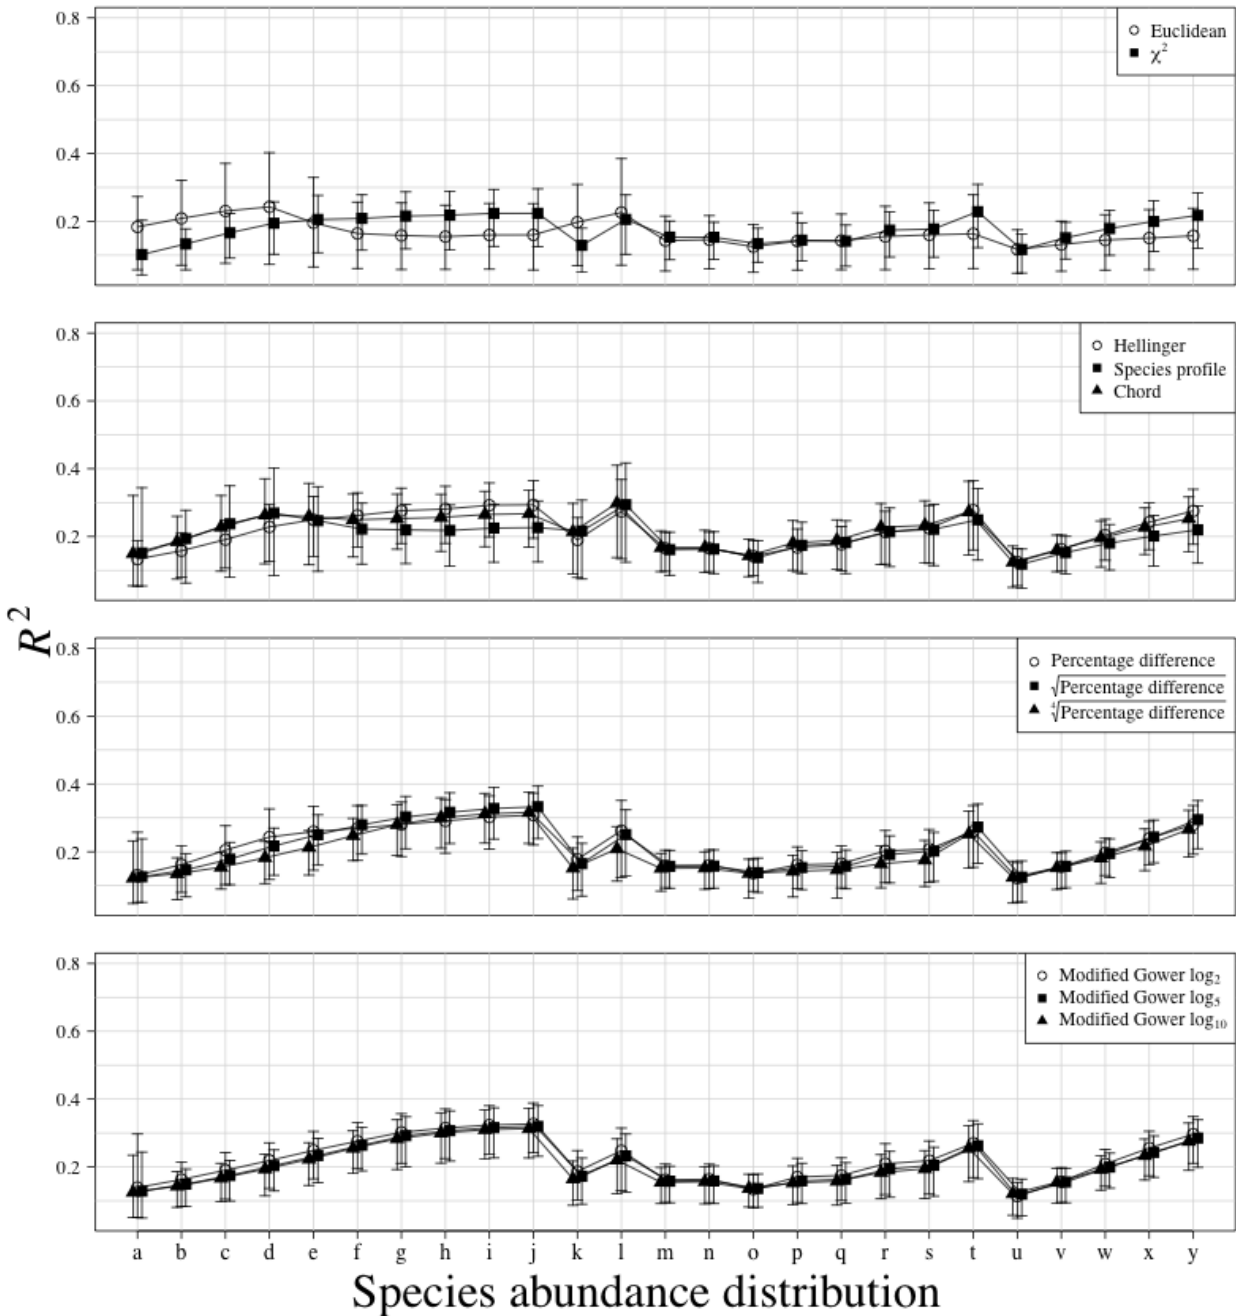 0.8
0.6
0.4
0.2
Euclidean
χ²
0.8
0.6
0.4
0.2
Hellinger
Species profile
Chord
R²
0.8
0.6
0.4
0.2
Percentage difference
√Percentage difference
∜Percentage difference
0.8
0.6
0.4
0.2
Modified Gower log₂
Modified Gower log₅
Modified Gower log₁₀
a b c d e f g h i j k l m n o p q r s t u v w x y
Species abundance distribution